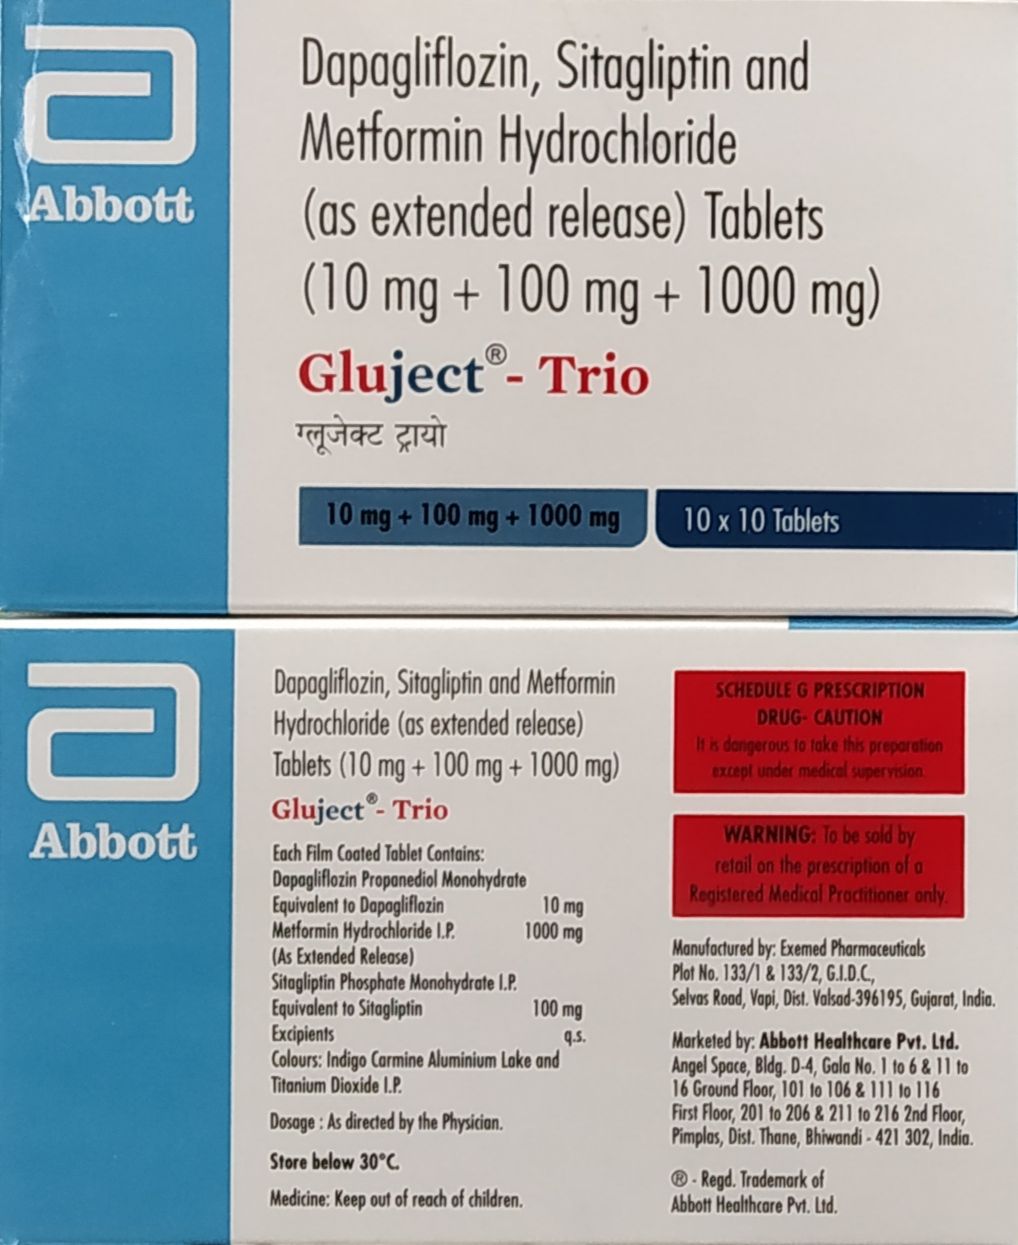 Abbott
Dapagliflozin, Sitagliptin and
Metformin Hydrochloride
(as extended release) Tablets
(10 mg + 100 mg + 1000 mg)
Gluject®- Trio
ग्लूजेक्ट ट्रायो
10 mg + 100 mg + 1000 mg
10 x 10 Tablets
Abbott
Dapagliflozin, Sitagliptin and Metformin
Hydrochloride (as extended release)
Tablets (10 mg + 100 mg + 1000 mg)
Gluject®- Trio
Each Film Coated Tablet Contains:
Dapagliflozin Propanediol Monohydrate
Equivalent to Dapagliflozin 10 mg
Metformin Hydrochloride I.P. 1000 mg
(As Extended Release)
Sitagliptin Phosphate Monohydrate I.P.
Equivalent to Sitagliptin 100 mg
Excipients q.s.
Colours: Indigo Carmine Aluminium Lake and
Titanium Dioxide I.P.
Dosage : As directed by the Physician.
Store below 30°C.
Medicine: Keep out of reach of children.
SCHEDULE G PRESCRIPTION
DRUG- CAUTION
It is dangerous to take this preparation
except under medical supervision.
WARNING: To be sold by
retail on the prescription of a
Registered Medical Practitioner only.
Manufactured by: Exemed Pharmaceuticals
Plot No. 133/1 & 133/2, G.I.D.C.,
Selvas Road, Vapi, Dist. Valsad-396195, Gujarat, India.
Marketed by: Abbott Healthcare Pvt. Ltd.
Angel Space, Bldg. D-4, Gala No. 1 to 6 & 11 to
16 Ground Floor, 101 to 106 & 111 to 116
First Floor, 201 to 206 & 211 to 216 2nd Floor,
Pimplas, Dist. Thane, Bhiwandi - 421 302, India.
® - Regd. Trademark of
Abbott Healthcare Pvt. Ltd.